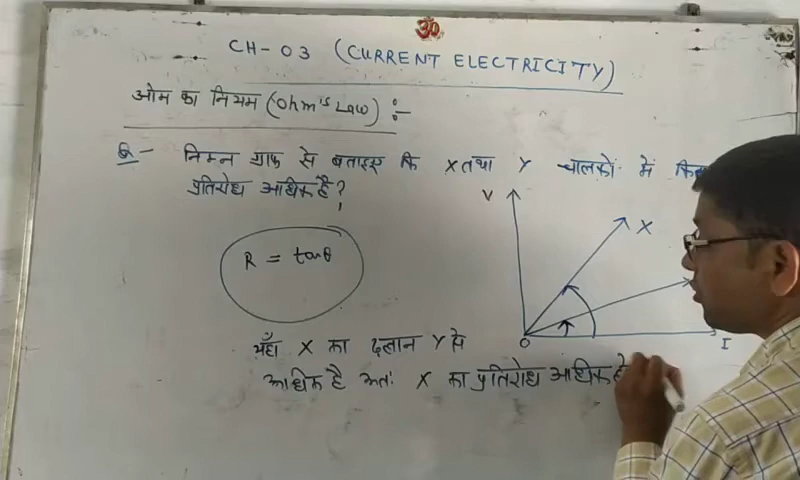 ॐ
CH-03 (CURRENT ELECTRICITY)
ओम का नियम (Ohm's Law) :-
Q:- निम्न ग्राफ से बताइए कि X तथा Y चालकों में
प्रतिरोध अधिक है?
V
X
R = tanθ
O
I
यहाँ X का ढलान Y से
अधिक है अतः X का प्रतिरोध अधिक है